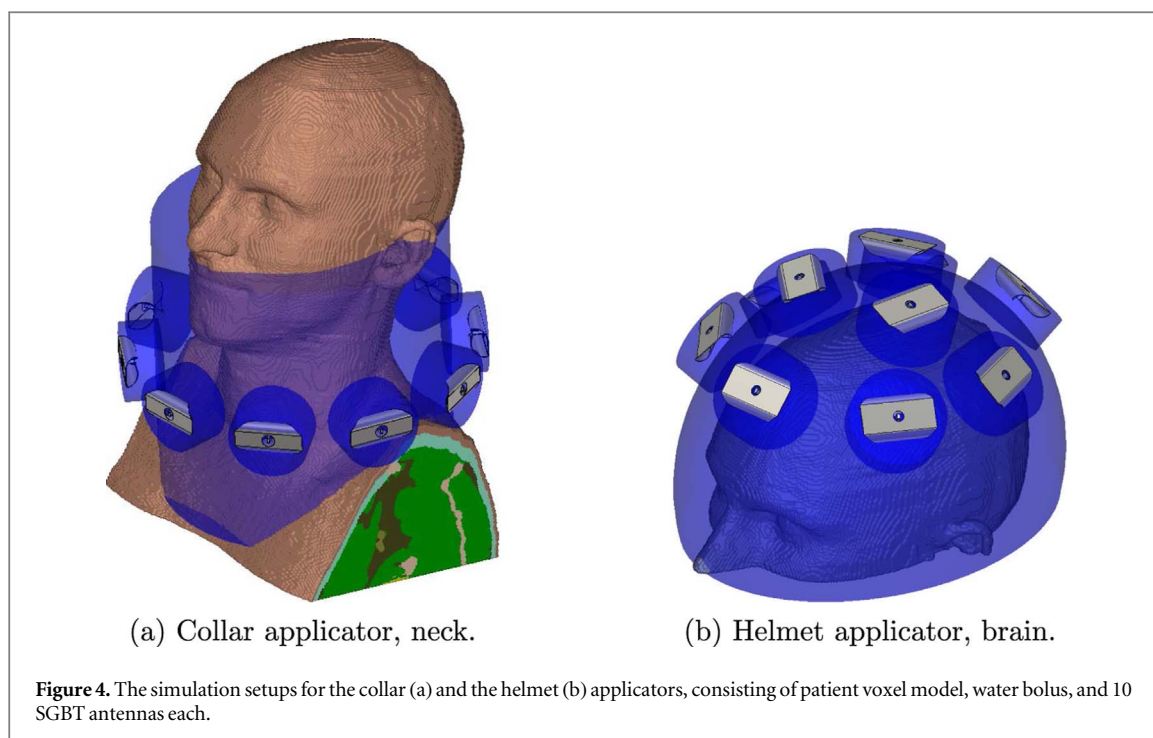 (a) Collar applicator, neck.
(b) Helmet applicator, brain.
Figure 4. The simulation setups for the collar (a) and the helmet (b) applicators, consisting of patient voxel model, water bolus, and 10
SGBT antennas each.